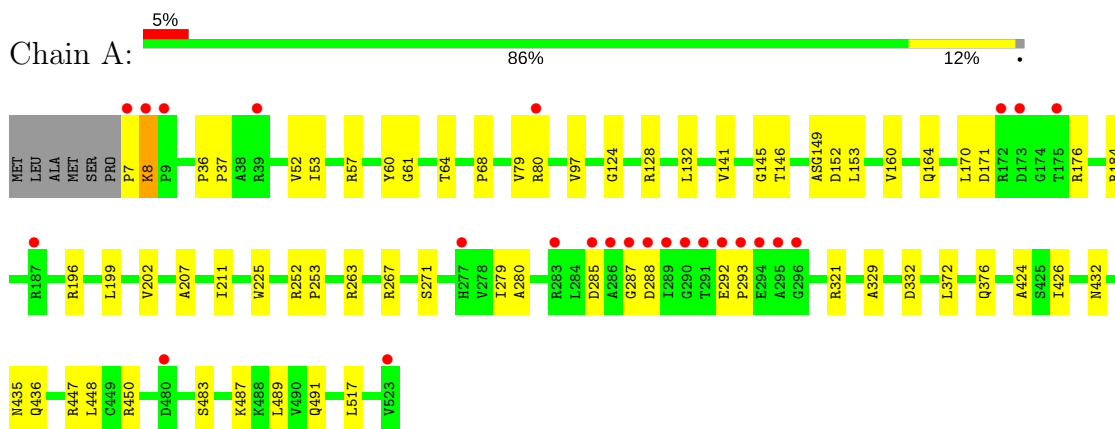 5%
Chain A:
86% 12% •
MET LEU ALA MET SER PRO P7 K8 P9 P36 P37 A38 R39 V52 I53 R57 Y60 G61 T64 P68 V79 R80 V97 G124 R128 L132 V141 G145 T146 ASG149 D152 L153 V160 Q164 L170 D171 R172 D173 G174 T175 R176
R187 R196 L199 V202 A207 I211 W225 R252 P253 R263 R267 S271 H277 V278 I279 A280 R283 L284 D285 A286 G287 D288 I289 G290 T291 E292 P293 E294 A295 G296 R321 A329 D332 L372 Q376 A424 S425 I426 N432
N435 Q436 R447 L448 C449 R450 D480 S483 K487 K488 L489 V490 Q491 L517 V523